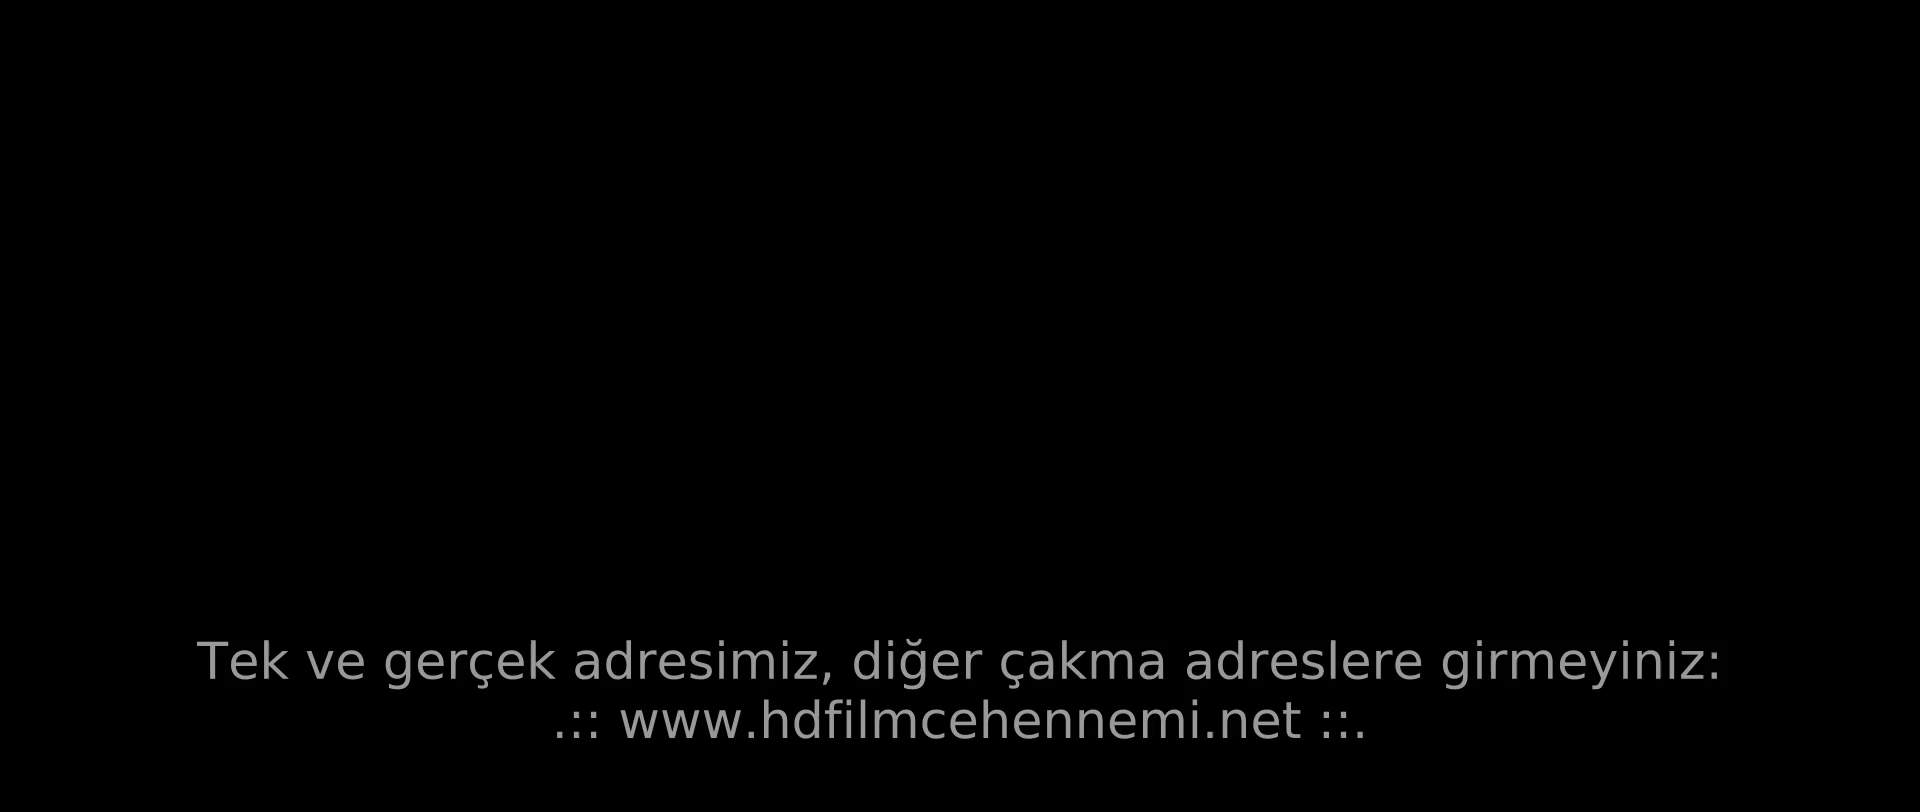 Tek ve gerçek adresimiz, diğer çakma adreslere girmeyiniz:
.:: www.hdfilmcehennemi.net ::.